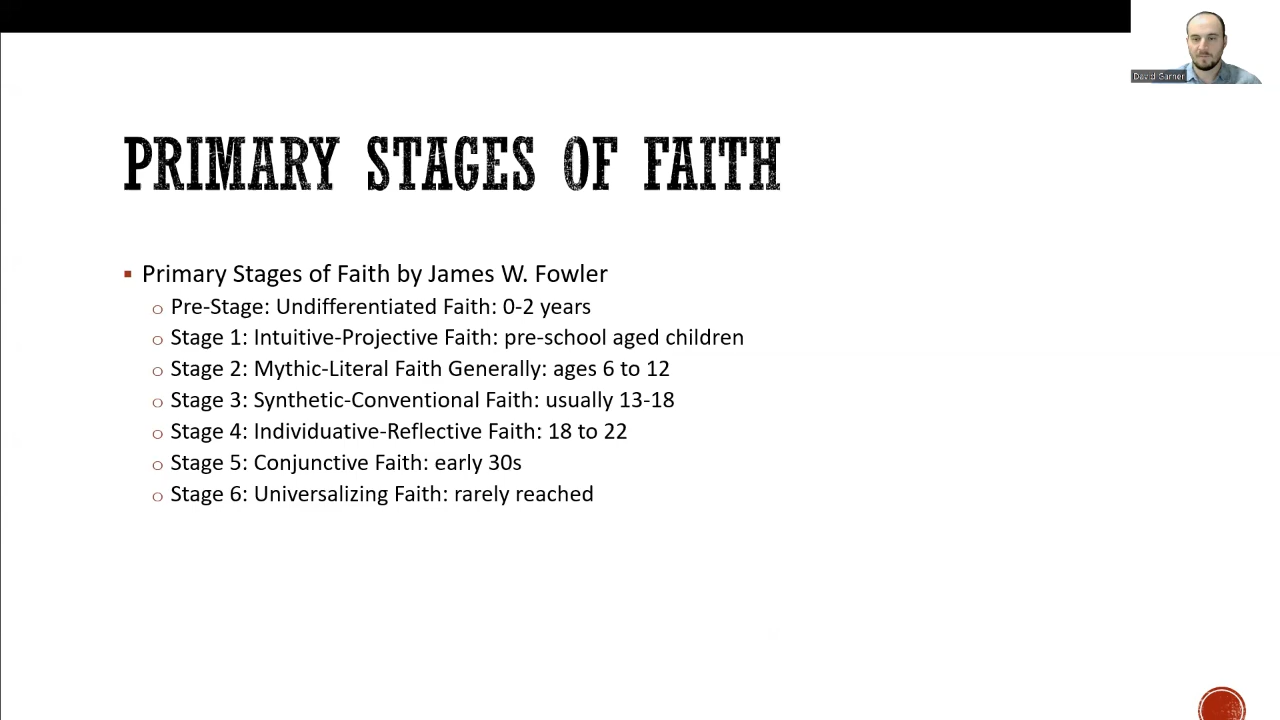 David Garner
PRIMARY STAGES OF FAITH
▪ Primary Stages of Faith by James W. Fowler
o Pre-Stage: Undifferentiated Faith: 0-2 years
o Stage 1: Intuitive-Projective Faith: pre-school aged children
o Stage 2: Mythic-Literal Faith Generally: ages 6 to 12
o Stage 3: Synthetic-Conventional Faith: usually 13-18
o Stage 4: Individuative-Reflective Faith: 18 to 22
o Stage 5: Conjunctive Faith: early 30s
o Stage 6: Universalizing Faith: rarely reached